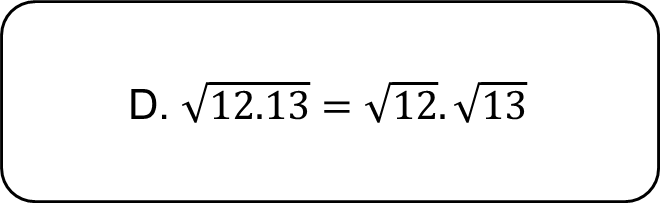 D. √12.13 = √12.√13